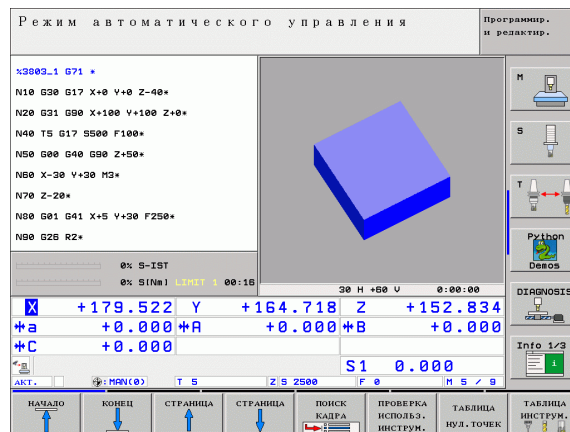 Режим автоматического управления
Программир.
и редактир.
%3803_1 G71 *
N10 G30 G17 X+0 Y+0 Z-40*
N20 G31 G90 X+100 Y+100 Z+0*
N40 T5 G17 S500 F100*
N50 G00 G40 G90 Z+50*
N60 X-30 Y+30 M3*
N70 Z-20*
N80 G01 G41 X+5 Y+30 F250*
N90 G26 R2*
0% S-IST
0% S[Nm] LIMIT 1 00:16
30 H +60 V 0:00:00
X +179.522 Y +164.718 Z +152.834
a +0.000 A +0.000 B +0.000
C +0.000
S1 0.000
АКТ. : MAN(0) T 5 Z S 2500 F 0 M 5 / 9
M
S
T
Python
Demos
DIAGNOSIS
Info 1/3
НАЧАЛО
КОНЕЦ
СТРАНИЦА
СТРАНИЦА
ПОИСК
КАДРА
ПРОВЕРКА
ИСПОЛЬЗ.
ИНСТРУМ.
ТАБЛИЦА
НУЛ. ТОЧЕК
ТАБЛИЦА
ИНСТРУМ.